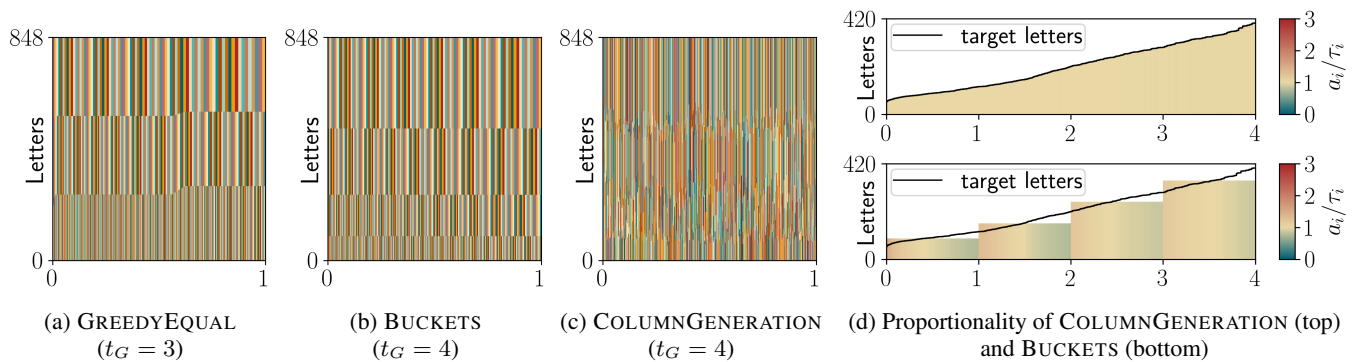 848
Letters
0
0
1
(a) GREEDYEQUAL
(t_G = 3)
848
Letters
0
0
1
(b) BUCKETS
(t_G = 4)
848
Letters
0
0
1
(c) COLUMNGENERATION
(t_G = 4)
420
Letters
0
target letters
0 1 2 3 4
3
2
1
0
a_i/τ_i
420
Letters
0
target letters
0 1 2 3 4
3
2
1
0
a_i/τ_i
(d) Proportionality of COLUMNGENERATION (top)
and BUCKETS (bottom)